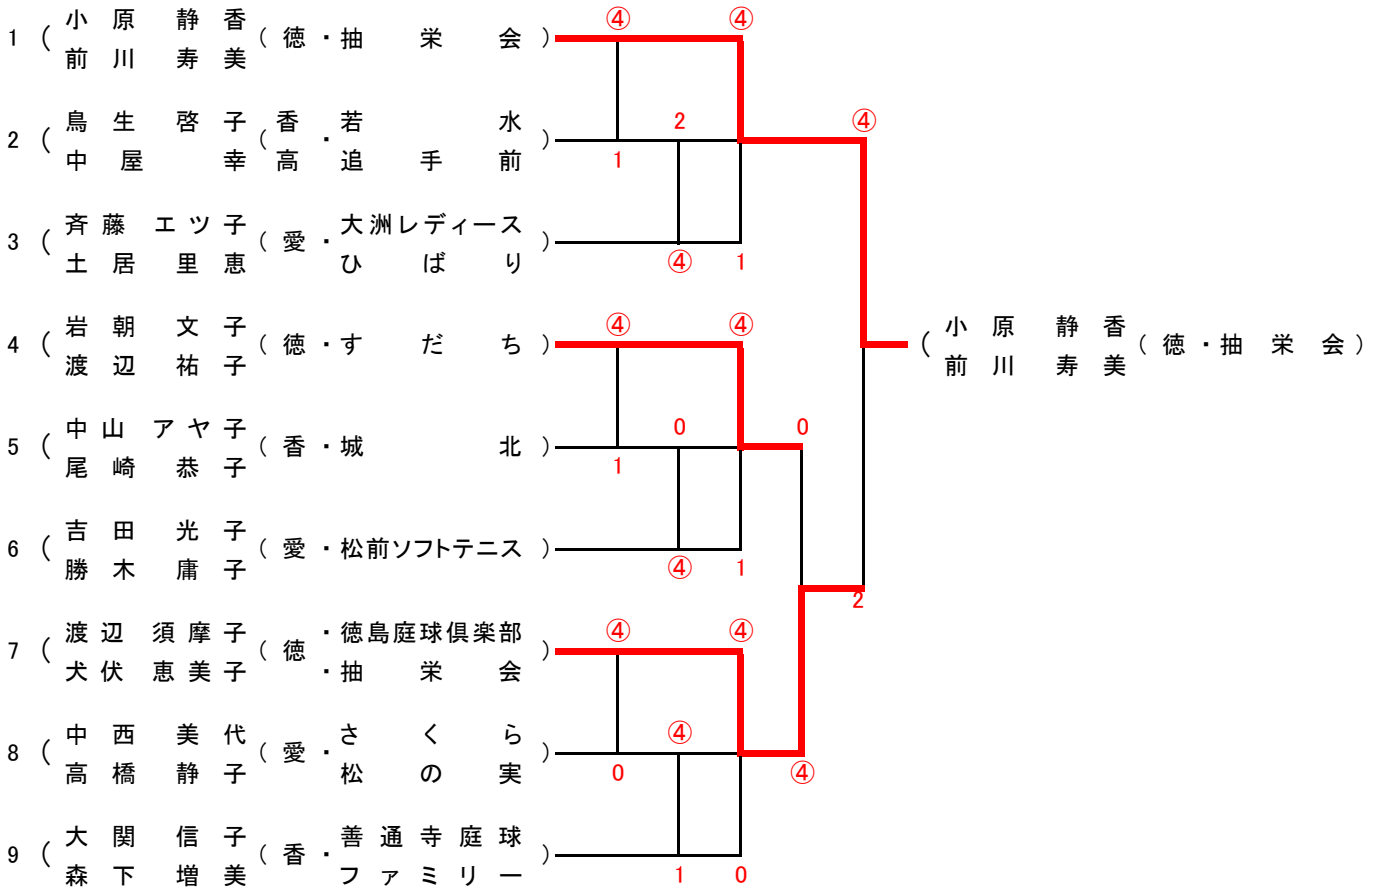 ④ ④
1 ( 小原 静香 前川 寿美 ( 徳 ・ 抽栄会 )
2 ( 鳥生 啓子 中屋 幸 ( 香 高 ・ 若水 追手前 )
1 2 ④
3 ( 斉藤 エツ子 土居 里恵 ( 愛 ・ 大洲レディース ひばり )
④ 1
4 ( 岩朝 文子 渡辺 祐子 ( 徳 ・ すだち )
④ ④
( 小原 静香 前川 寿美 ( 徳 ・ 抽栄会 )
5 ( 中山 アヤ子 尾崎 恭子 ( 香 ・ 城北 )
1 0 0
6 ( 吉田 光子 勝木 庸子 ( 愛 ・ 松前ソフトテニス )
④ 1 2
7 ( 渡辺 須摩子 犬伏 恵美子 ( 徳 ・ 徳島庭球倶楽部 ・ 抽栄会 )
④ ④
8 ( 中西 美代 高橋 静子 ( 愛 ・ さくら 松の実 )
0 ④ ④
9 ( 大関 信子 森下 増美 ( 香 ・ 善通寺庭球 ファミリー )
1 0